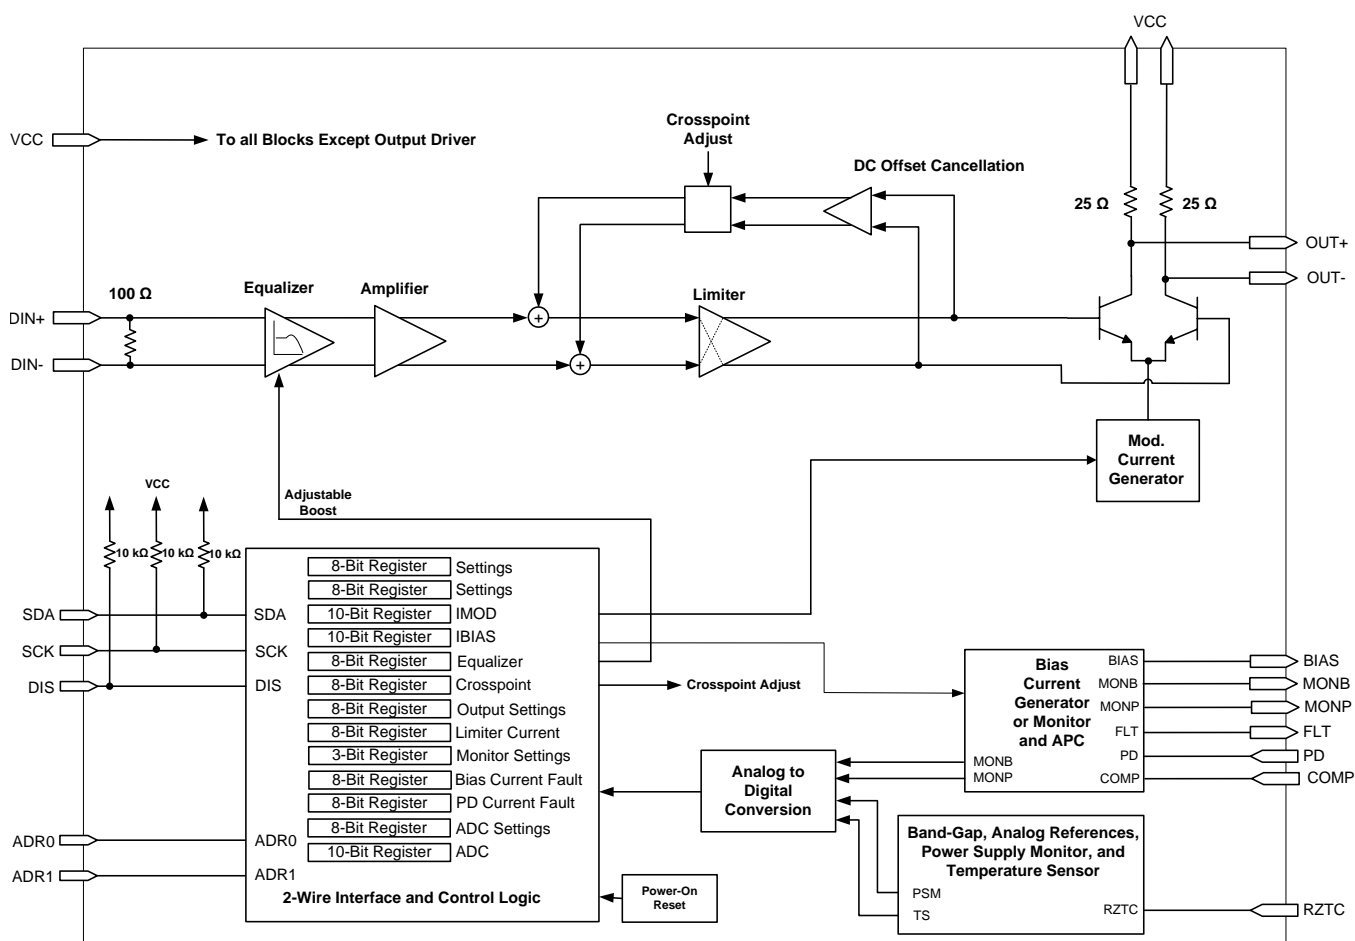 VCC
VCC
To all Blocks Except Output Driver
Crosspoint
Adjust
DC Offset Cancellation
25 Ω
25 Ω
OUT+
OUT-
100 Ω
Equalizer
Amplifier
Limiter
DIN+
DIN-
+
+
Mod.
Current
Generator
VCC
Adjustable
Boost
10 kΩ
10 kΩ
10 kΩ
8-Bit Register Settings
8-Bit Register Settings
SDA
SDA
10-Bit Register IMOD
10-Bit Register IBIAS
SCK
SCK
8-Bit Register Equalizer
DIS
DIS
8-Bit Register Crosspoint
Crosspoint Adjust
8-Bit Register Output Settings
8-Bit Register Limiter Current
3-Bit Register Monitor Settings
8-Bit Register Bias Current Fault
8-Bit Register PD Current Fault
8-Bit Register ADC Settings
10-Bit Register ADC
ADR0
ADR0
ADR1
ADR1
2-Wire Interface and Control Logic
Power-On
Reset
Analog to
Digital
Conversion
Bias
Current
Generator
or Monitor
and APC
BIAS
MONB
MONP
FLT
PD
COMP
MONB
MONP
BIAS
MONB
MONP
FLT
PD
COMP
Band-Gap, Analog References,
Power Supply Monitor, and
Temperature Sensor
PSM
TS
RZTC
RZTC